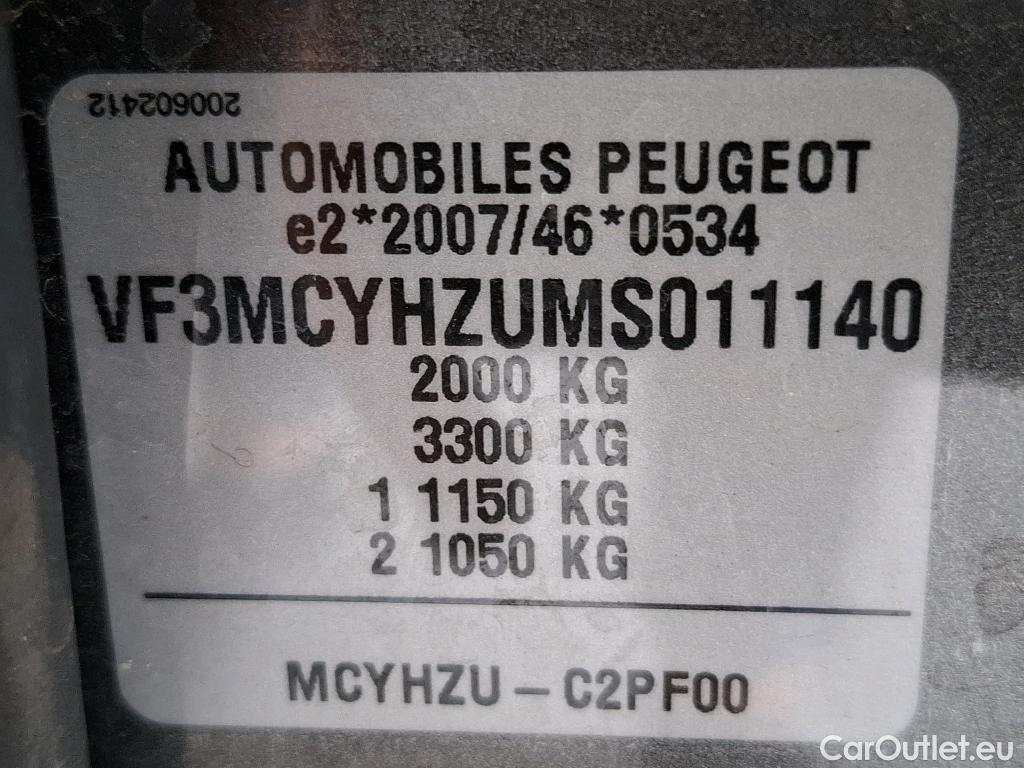 200602412
AUTOMOBILES PEUGEOT
e2*2007/46*0534
VF3MCYHZUMS011140
2000 KG
3300 KG
1 1150 KG
2 1050 KG
MCYHZU - C2PF00
CarOutlet.eu